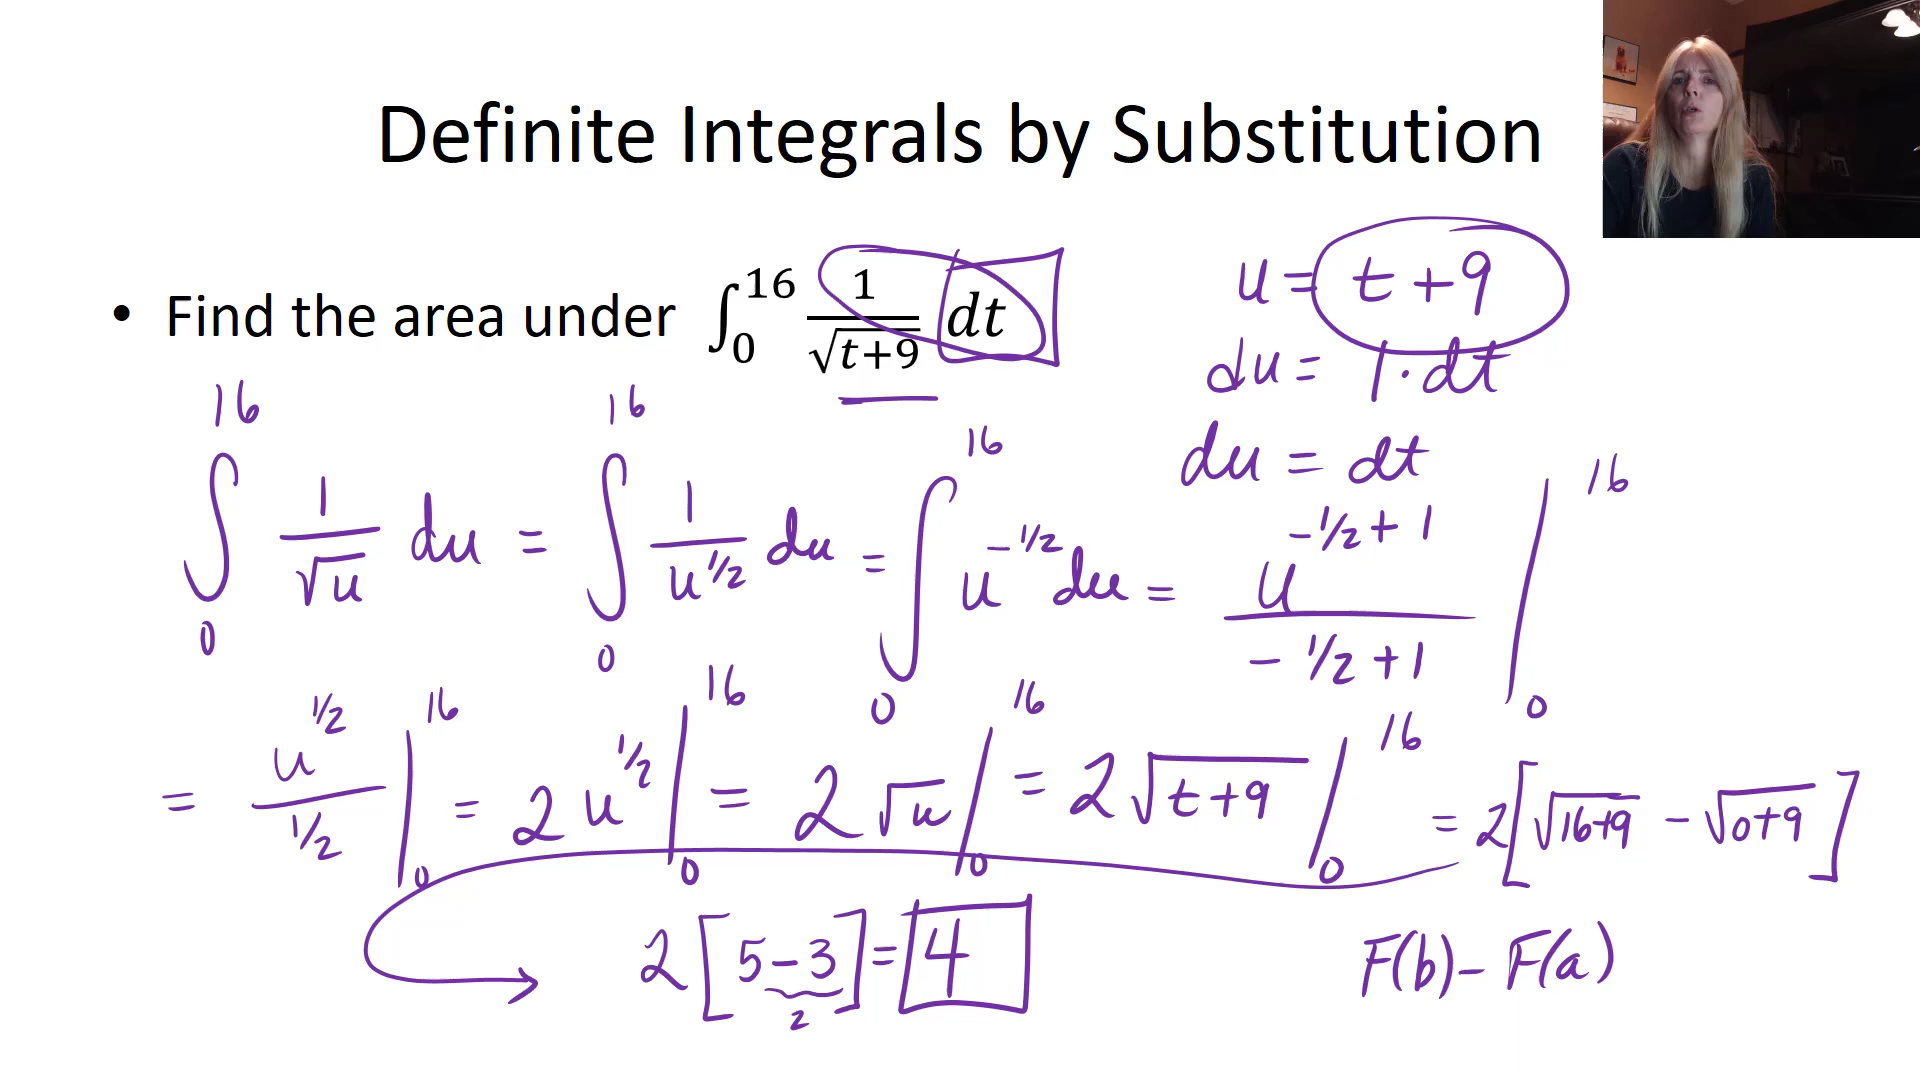 Definite Integrals by Substitution
• Find the area under ∫₀¹⁶ 1/√(t+9) dt
u = t + 9
du = 1 · dt
du = dt
∫₀¹⁶ 1/√u du = ∫₀¹⁶ 1/u^(1/2) du = ∫₀¹⁶ u^(-1/2) du = u^(-1/2+1)/(-1/2+1) |₀¹⁶
= u^(1/2)/(1/2) |₀¹⁶ = 2u^(1/2) |₀¹⁶ = 2√u |₀¹⁶ = 2√(t+9) |₀¹⁶ = 2[√(16+9) − √(0+9)]
2[5−3] = 4
2
F(b) − F(a)